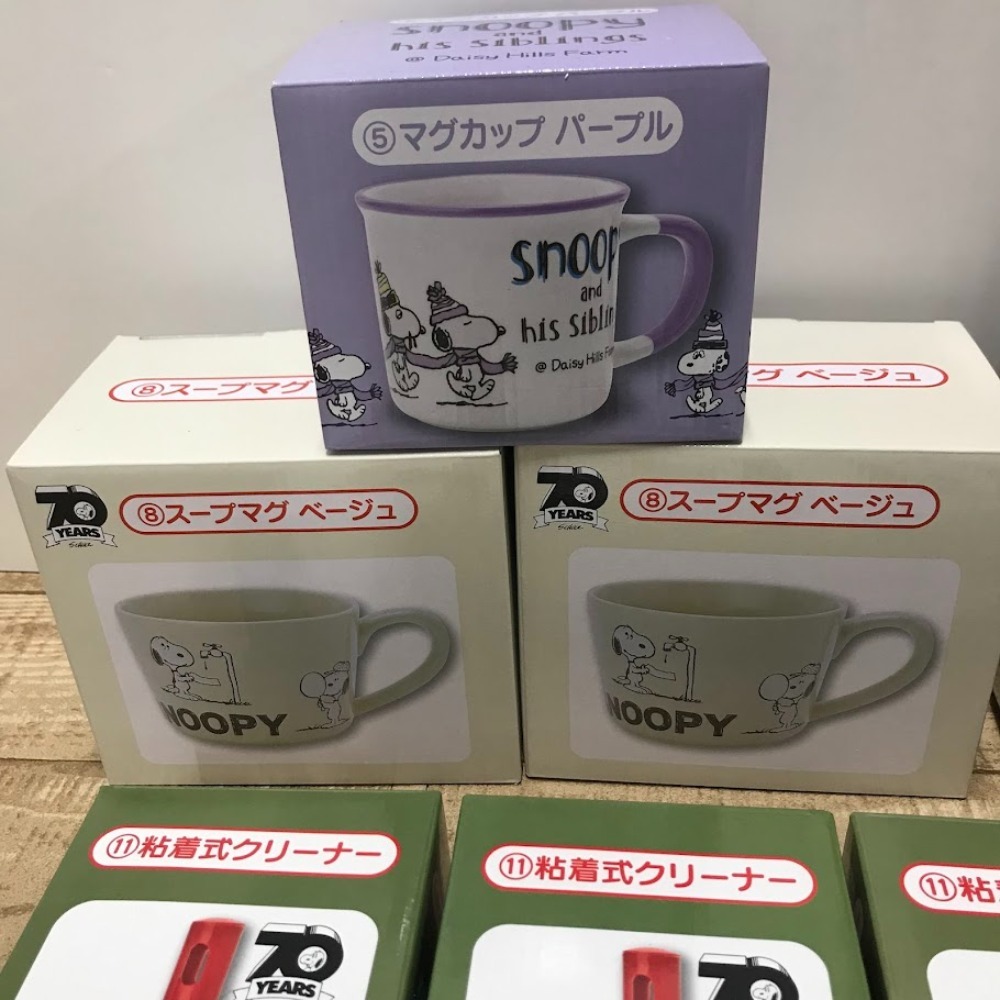 snoopy
and
his siblings
@ Daisy Hills Farm
⑤マグカップ パープル
snoop
and
his siblin
@ Daisy Hills Farm
⑧スープマグ
グ ベージュ
70
YEARS
⑧スープマグ ベージュ
NOOPY
70
YEARS
⑧スープマグ ベージュ
NOOPY
⑪粘着式クリーナー
70
YEARS
⑪粘着式クリーナー
70
YEARS
⑪粘